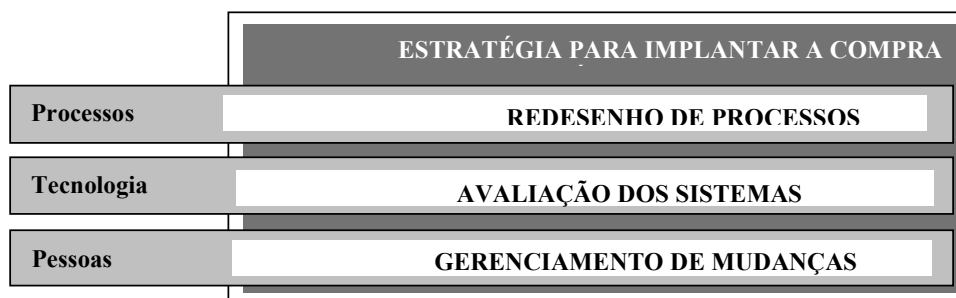 ESTRATÉGIA PARA IMPLANTAR A COMPRA
Processos REDESENHO DE PROCESSOS
Tecnologia AVALIAÇÃO DOS SISTEMAS
Pessoas GERENCIAMENTO DE MUDANÇAS